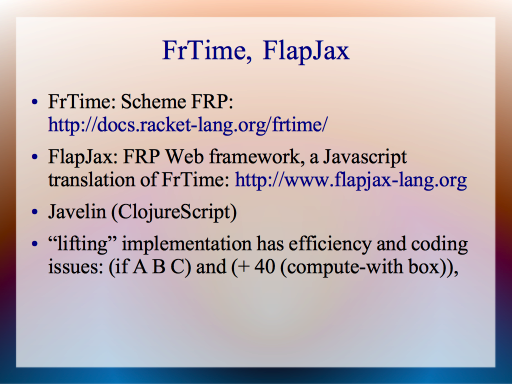 FrTime, FlapJax
• FrTime: Scheme FRP:
http://docs.racket-lang.org/frtime/
• FlapJax: FRP Web framework, a Javascript
translation of FrTime: http://www.flapjax-lang.org
• Javelin (ClojureScript)
• “lifting” implementation has efficiency and coding
issues: (if A B C) and (+ 40 (compute-with box)),